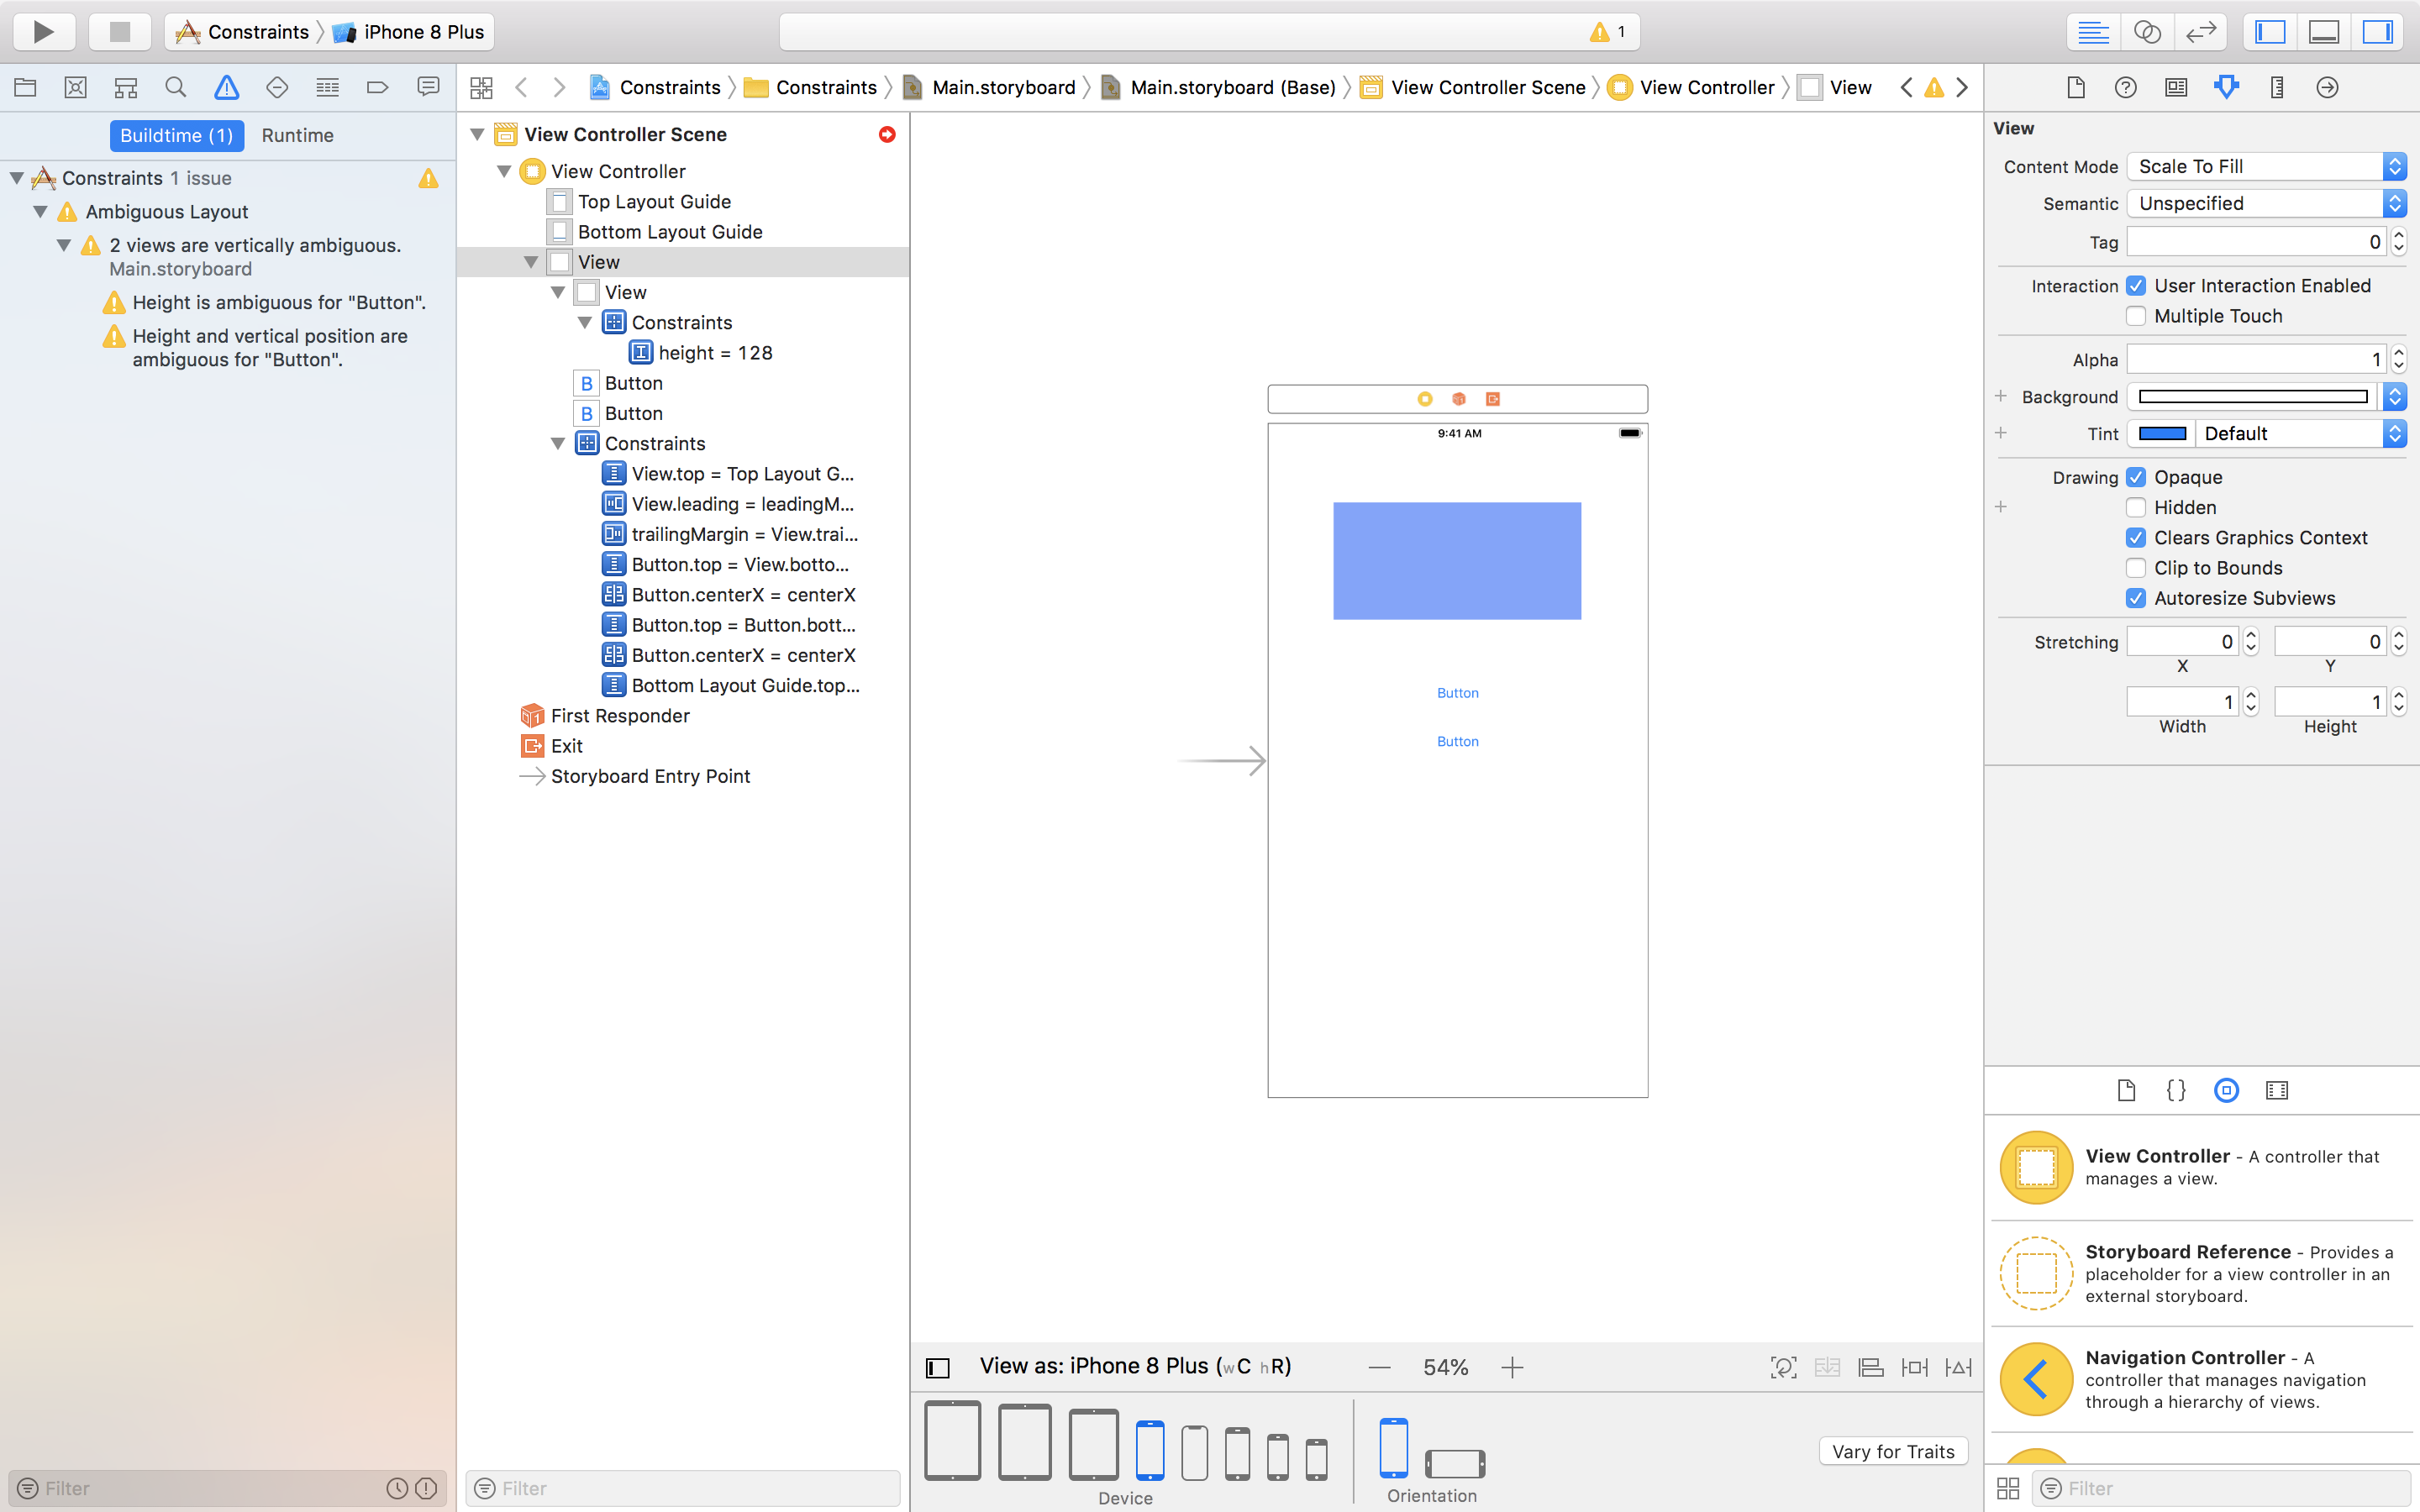 Constraints
iPhone 8 Plus
1
Constraints
Constraints
Main.storyboard
Main.storyboard (Base)
View Controller Scene
View Controller
View
Buildtime (1)
Runtime
Constraints 1 issue
Ambiguous Layout
2 views are vertically ambiguous.
Main.storyboard
Height is ambiguous for "Button".
Height and vertical position are
ambiguous for "Button".
Filter
View Controller Scene
View Controller
Top Layout Guide
Bottom Layout Guide
View
View
Constraints
height = 128
B Button
B Button
Constraints
View.top = Top Layout G...
View.leading = leadingM...
trailingMargin = View.trai...
Button.top = View.botto...
Button.centerX = centerX
Button.top = Button.bott...
Button.centerX = centerX
Bottom Layout Guide.top...
First Responder
Exit
Storyboard Entry Point
Filter
9:41 AM
Button
Button
View as: iPhone 8 Plus (wC hR)
54%
Device
Orientation
Vary for Traits
View
Content Mode Scale To Fill
Semantic Unspecified
Tag 0
Interaction User Interaction Enabled
Multiple Touch
Alpha 1
Background
Tint Default
Drawing Opaque
Hidden
Clears Graphics Context
Clip to Bounds
Autoresize Subviews
Stretching 0 0
X Y
1 1
Width Height
{}
View Controller - A controller that
manages a view.
Storyboard Reference - Provides a
placeholder for a view controller in an
external storyboard.
Navigation Controller - A
controller that manages navigation
through a hierarchy of views.
Filter